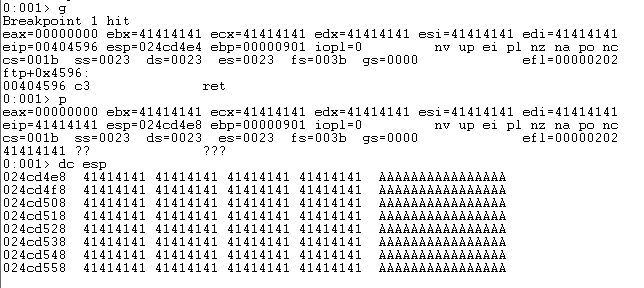 0:001> g
Breakpoint 1 hit
eax=00000000 ebx=41414141 ecx=41414141 edx=41414141 esi=41414141 edi=41414141
eip=00404596 esp=024cd4e4 ebp=00000901 iopl=0         nv up ei pl nz na po nc
cs=001b  ss=0023  ds=0023  es=0023  fs=003b  gs=0000             efl=00000202
ftp+0x4596:
00404596 c3              ret
0:001> p
eax=00000000 ebx=41414141 ecx=41414141 edx=41414141 esi=41414141 edi=41414141
eip=41414141 esp=024cd4e8 ebp=00000901 iopl=0         nv up ei pl nz na po nc
cs=001b  ss=0023  ds=0023  es=0023  fs=003b  gs=0000             efl=00000202
41414141 ??              ???
0:001> dc esp
024cd4e8  41414141 41414141 41414141 41414141  AAAAAAAAAAAAAAAA
024cd4f8  41414141 41414141 41414141 41414141  AAAAAAAAAAAAAAAA
024cd508  41414141 41414141 41414141 41414141  AAAAAAAAAAAAAAAA
024cd518  41414141 41414141 41414141 41414141  AAAAAAAAAAAAAAAA
024cd528  41414141 41414141 41414141 41414141  AAAAAAAAAAAAAAAA
024cd538  41414141 41414141 41414141 41414141  AAAAAAAAAAAAAAAA
024cd548  41414141 41414141 41414141 41414141  AAAAAAAAAAAAAAAA
024cd558  41414141 41414141 41414141 41414141  AAAAAAAAAAAAAAAA